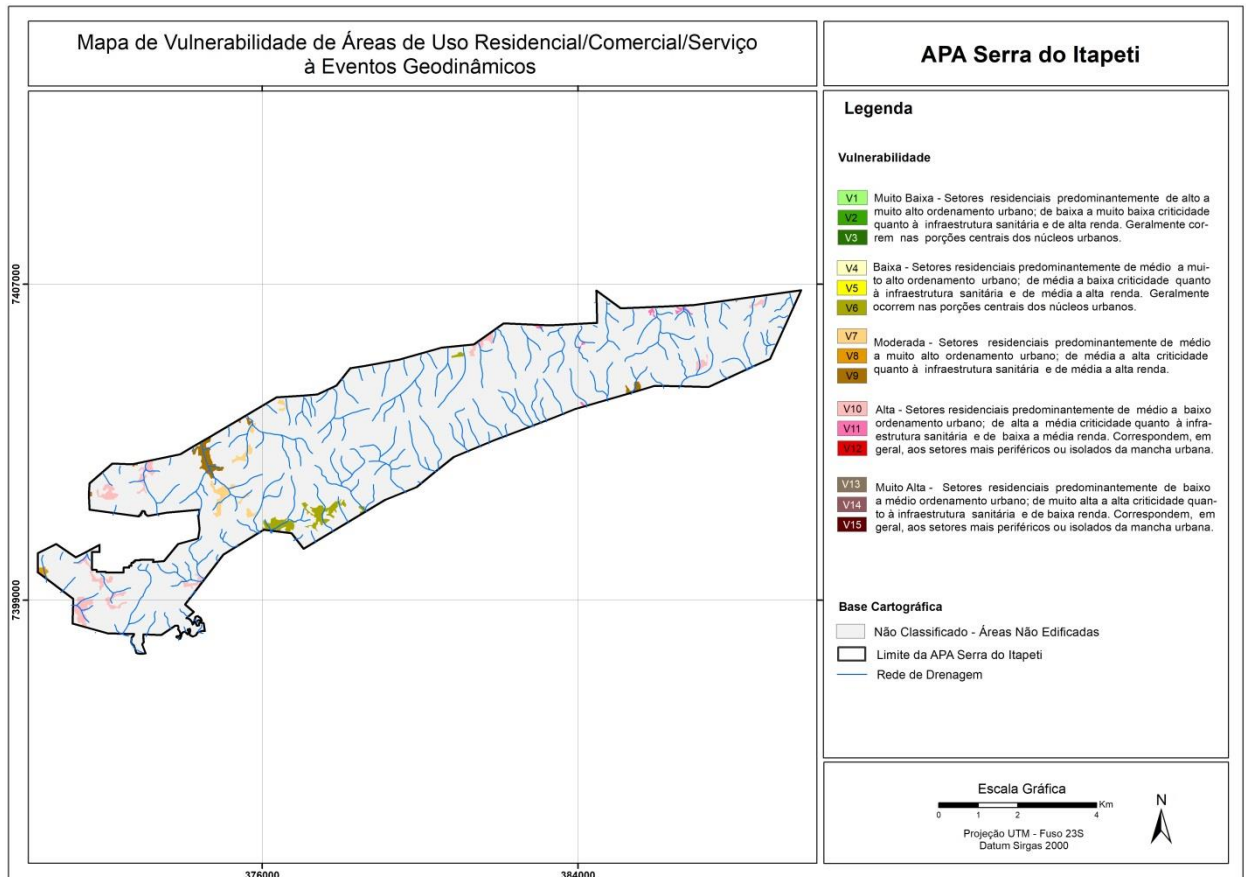 Mapa de Vulnerabilidade de Áreas de Uso Residencial/Comercial/Serviço
à Eventos Geodinâmicos
APA Serra do Itapeti
7407000
7399000
376000
384000
Legenda
Vulnerabilidade
V1
V2
V3
Muito Baixa - Setores residenciais predominantemente de alto a
muito alto ordenamento urbano; de baixa a muito baixa criticidade
quanto à infraestrutura sanitária e de alta renda. Geralmente cor-
rem nas porções centrais dos núcleos urbanos.
V4
V5
V6
Baixa - Setores residenciais predominantemente de médio a mui-
to alto ordenamento urbano; de média a baixa criticidade quanto
à infraestrutura sanitária e de média a alta renda. Geralmente
ocorrem nas porções centrais dos núcleos urbanos.
V7
V8
V9
Moderada - Setores residenciais predominantemente de médio
a muito alto ordenamento urbano; de média a alta criticidade
quanto à infraestrutura sanitária e de média a alta renda.
V10
V11
V12
Alta - Setores residenciais predominantemente de médio a baixo
ordenamento urbano; de alta a média criticidade quanto à infra-
estrutura sanitária e de baixa a média renda. Correspondem, em
geral, aos setores mais periféricos ou isolados da mancha urbana.
V13
V14
V15
Muito Alta - Setores residenciais predominantemente de baixo
a médio ordenamento urbano; de muito alta a alta criticidade quan-
to à infraestrutura sanitária e de baixa renda. Correspondem, em
geral, aos setores mais periféricos ou isolados da mancha urbana.
Base Cartográfica
Não Classificado - Áreas Não Edificadas
Limite da APA Serra do Itapeti
Rede de Drenagem
Escala Gráfica
Km
0 1 2 4
N
Projeção UTM - Fuso 23S
Datum Sirgas 2000